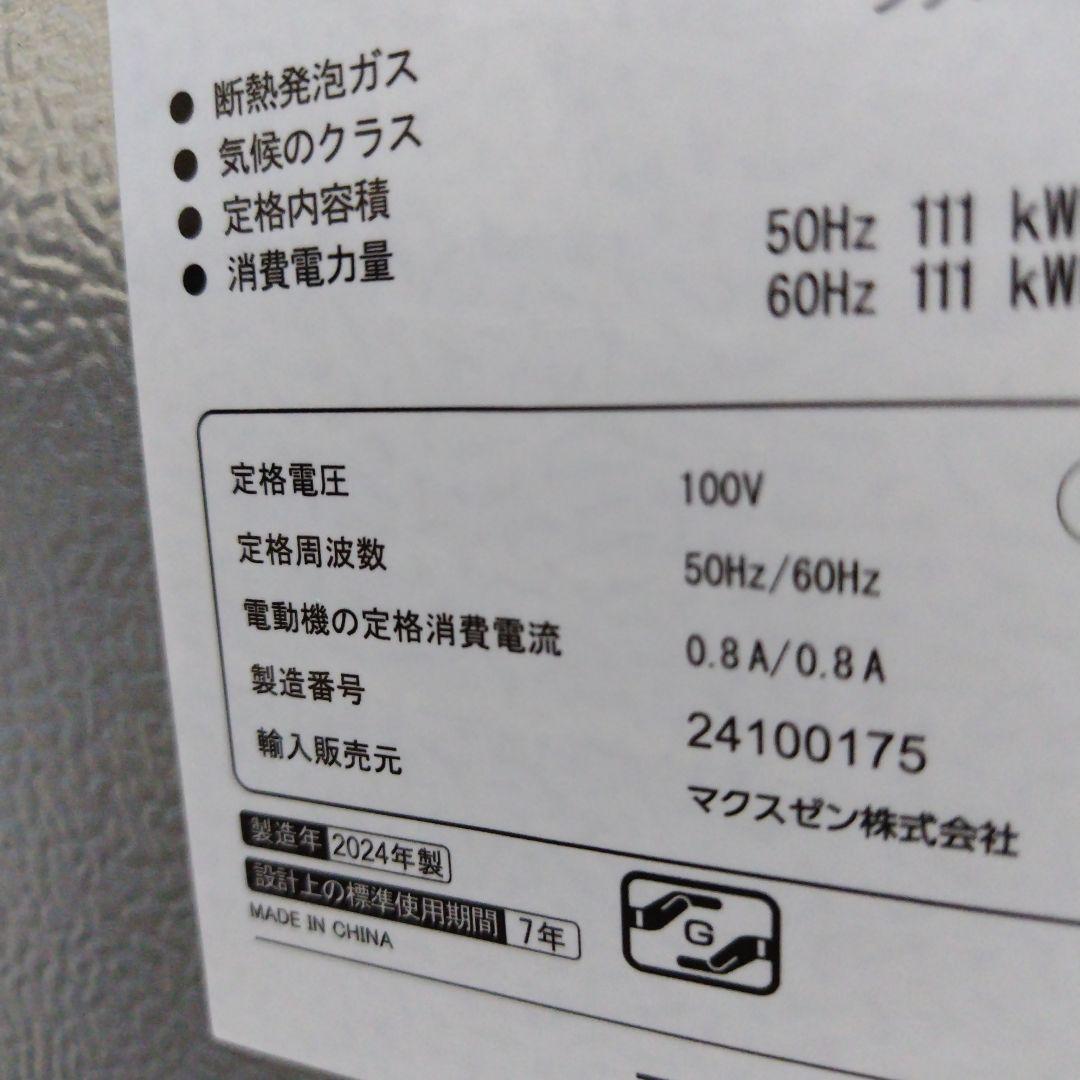 断熱発泡ガス
気候のクラス
定格内容積
消費電力量
50Hz 111 kW
60Hz 111 kW
定格電圧 100V
定格周波数 50Hz/60Hz
電動機の定格消費電流 0.8A/0.8A
製造番号 24100175
輸入販売元 マクスゼン株式会社
製造年 2024年製
設計上の標準使用期間 7年
MADE IN CHINA
G